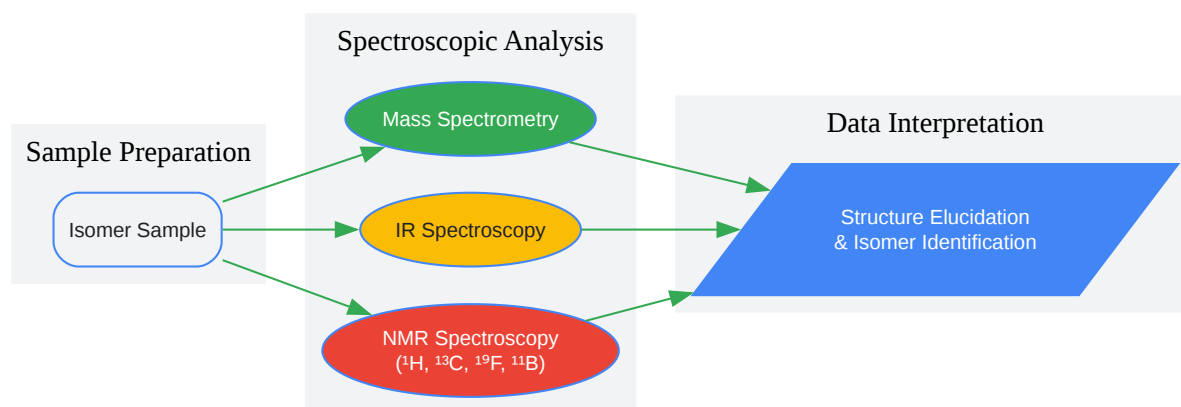 Sample Preparation
Isomer Sample
Spectroscopic Analysis
Mass Spectrometry
IR Spectroscopy
NMR Spectroscopy
(¹H, ¹³C, ¹⁹F, ¹¹B)
Data Interpretation
Structure Elucidation
& Isomer Identification